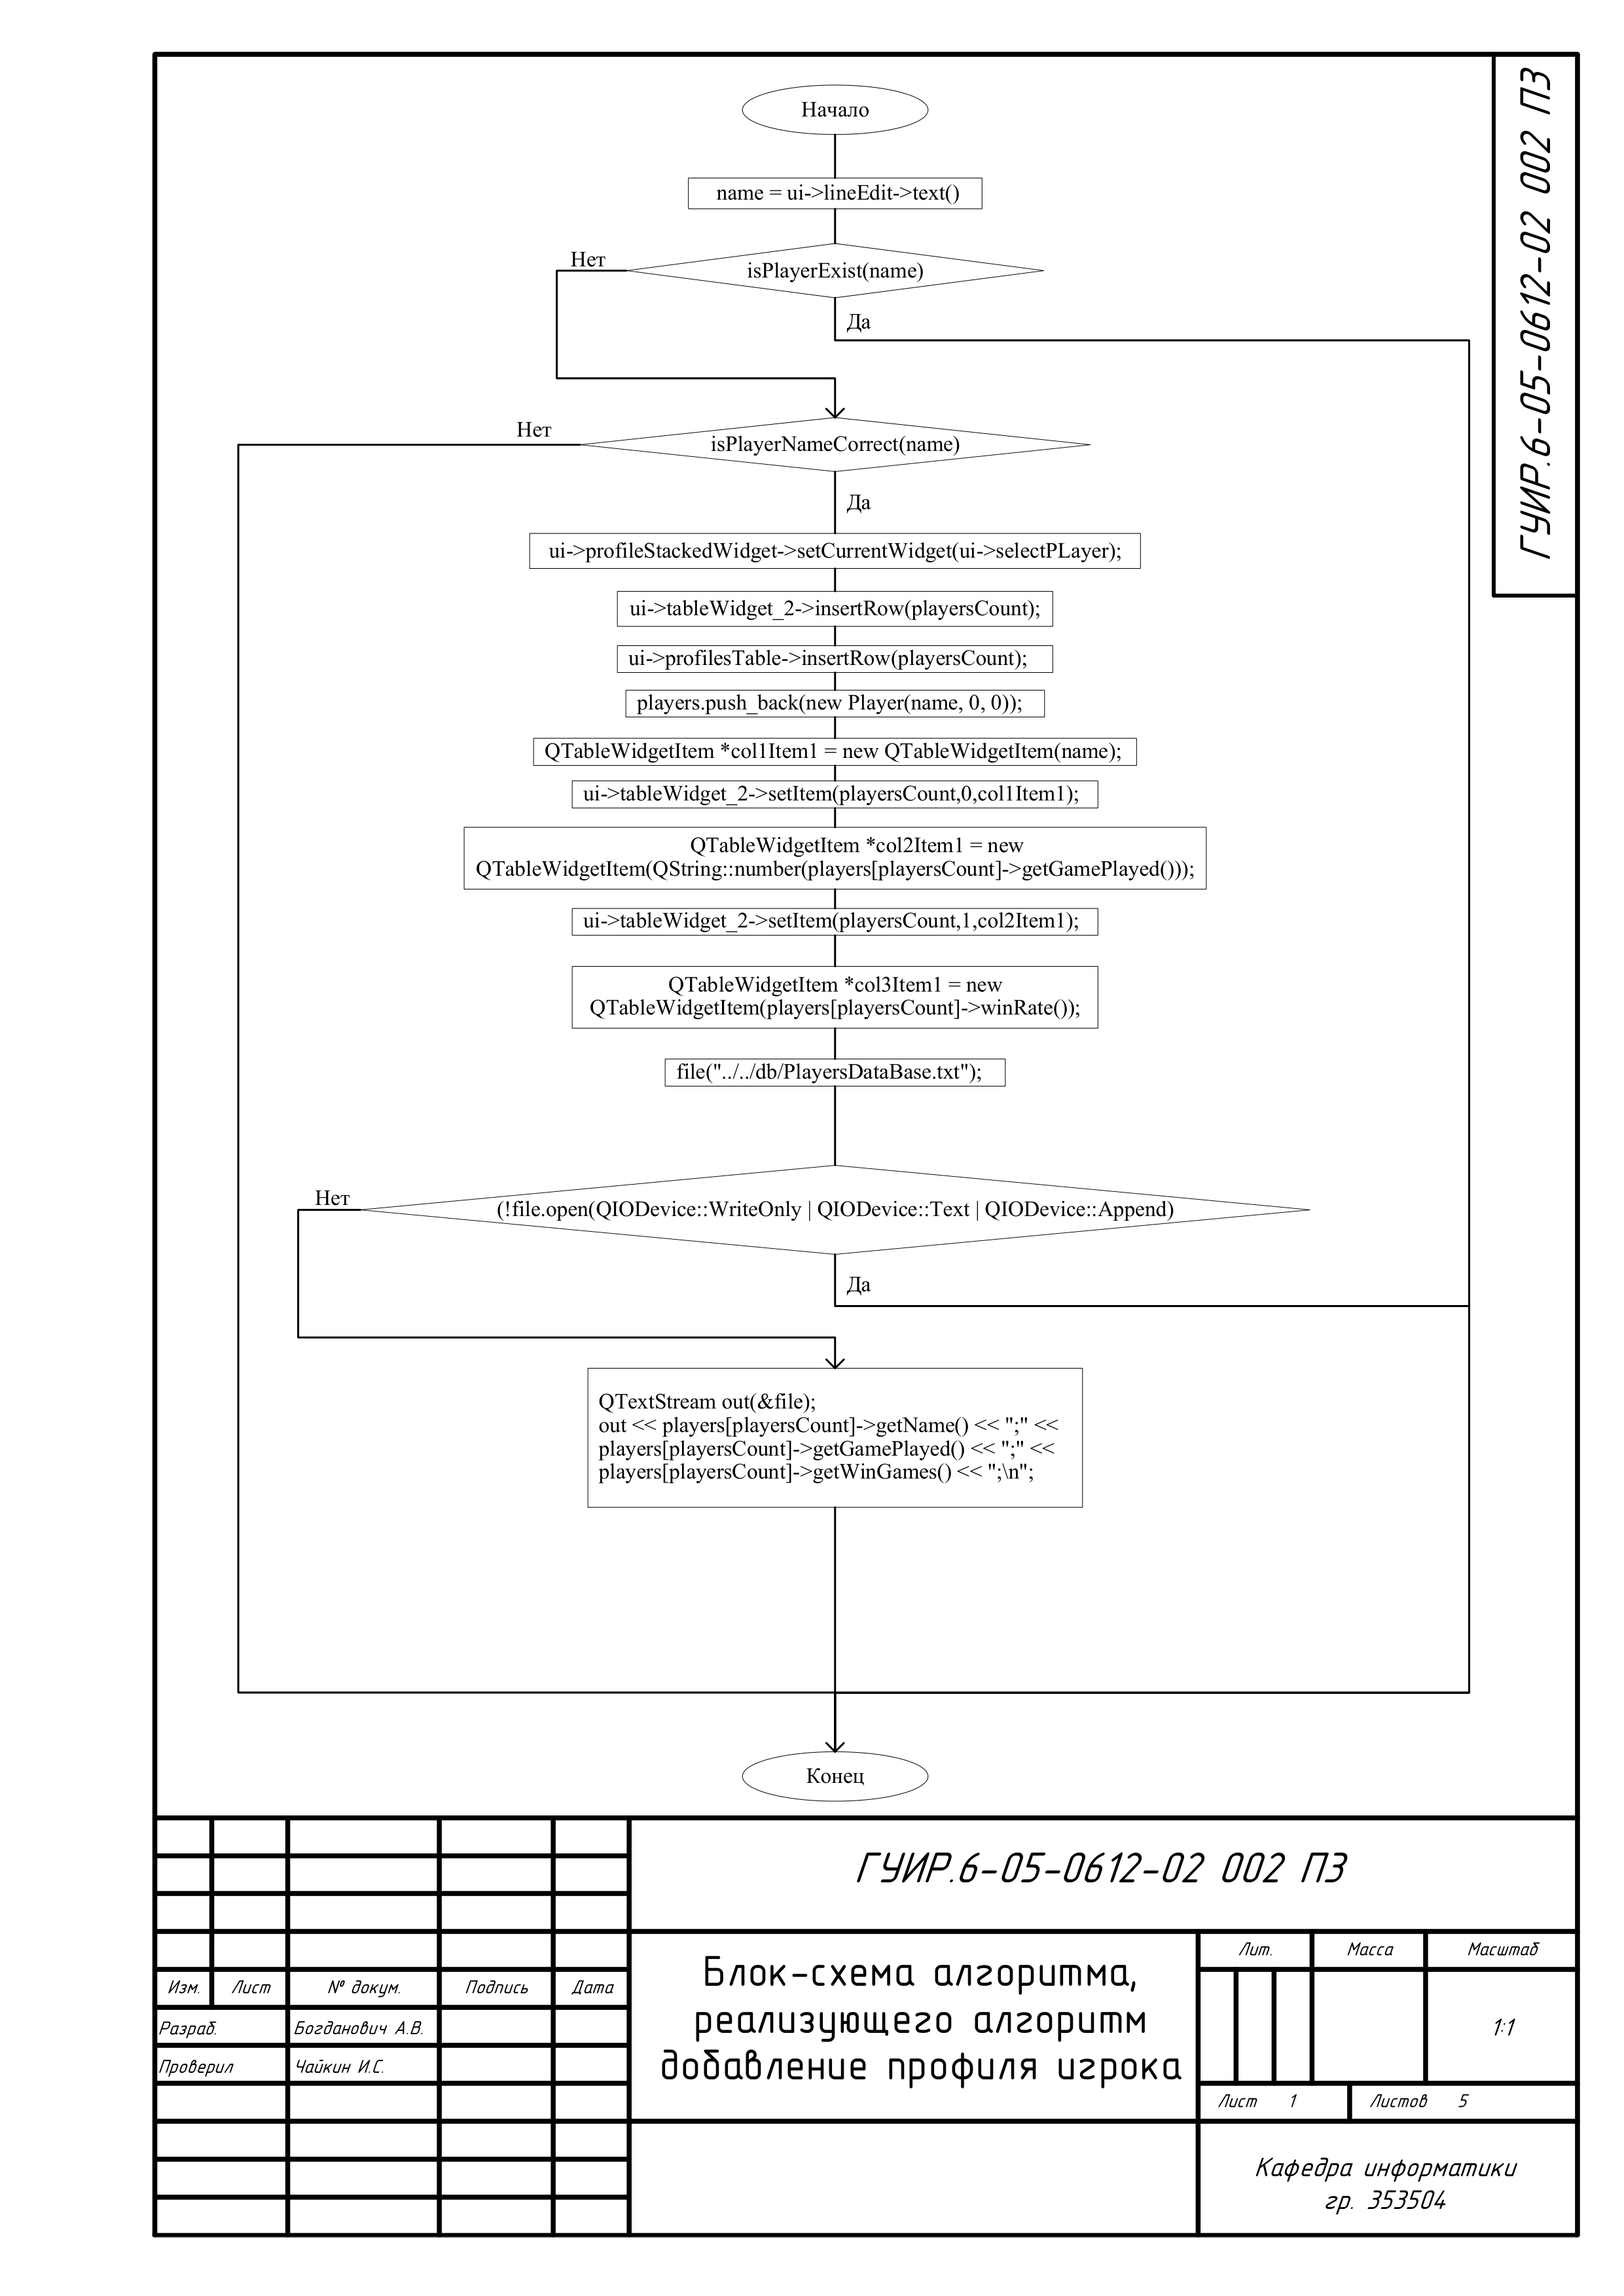 ГУИР.6-05-0612-02 002 ПЗ
Начало
name = ui->lineEdit->text()
Нет
isPlayerExist(name)
Да
Нет
isPlayerNameCorrect(name)
Да
ui->profileStackedWidget->setCurrentWidget(ui->selectPLayer);
ui->tableWidget_2->insertRow(playersCount);
ui->profilesTable->insertRow(playersCount);
players.push_back(new Player(name, 0, 0));
QTableWidgetItem *col1Item1 = new QTableWidgetItem(name);
ui->tableWidget_2->setItem(playersCount,0,col1Item1);
QTableWidgetItem *col2Item1 = new
QTableWidgetItem(QString::number(players[playersCount]->getGamePlayed()));
ui->tableWidget_2->setItem(playersCount,1,col2Item1);
QTableWidgetItem *col3Item1 = new
QTableWidgetItem(players[playersCount]->winRate());
file("../../db/PlayersDataBase.txt");
Нет
(!file.open(QIODevice::WriteOnly | QIODevice::Text | QIODevice::Append)
Да
QTextStream out(&file);
out << players[playersCount]->getName() << ";" <<
players[playersCount]->getGamePlayed() << ";" <<
players[playersCount]->getWinGames() << ";\n";
Конец
ГУИР.6-05-0612-02 002 ПЗ
Блок-схема алгоритма,
реализующего алгоритм
добавление профиля игрока
Лит. Масса Масштаб
1:1
Лист 1 Листов 5
Изм. Лист № докум. Подпись Дата
Разраб. Богданович А.В.
Проверил Чайкин И.С.
Кафедра информатики
гр. 353504